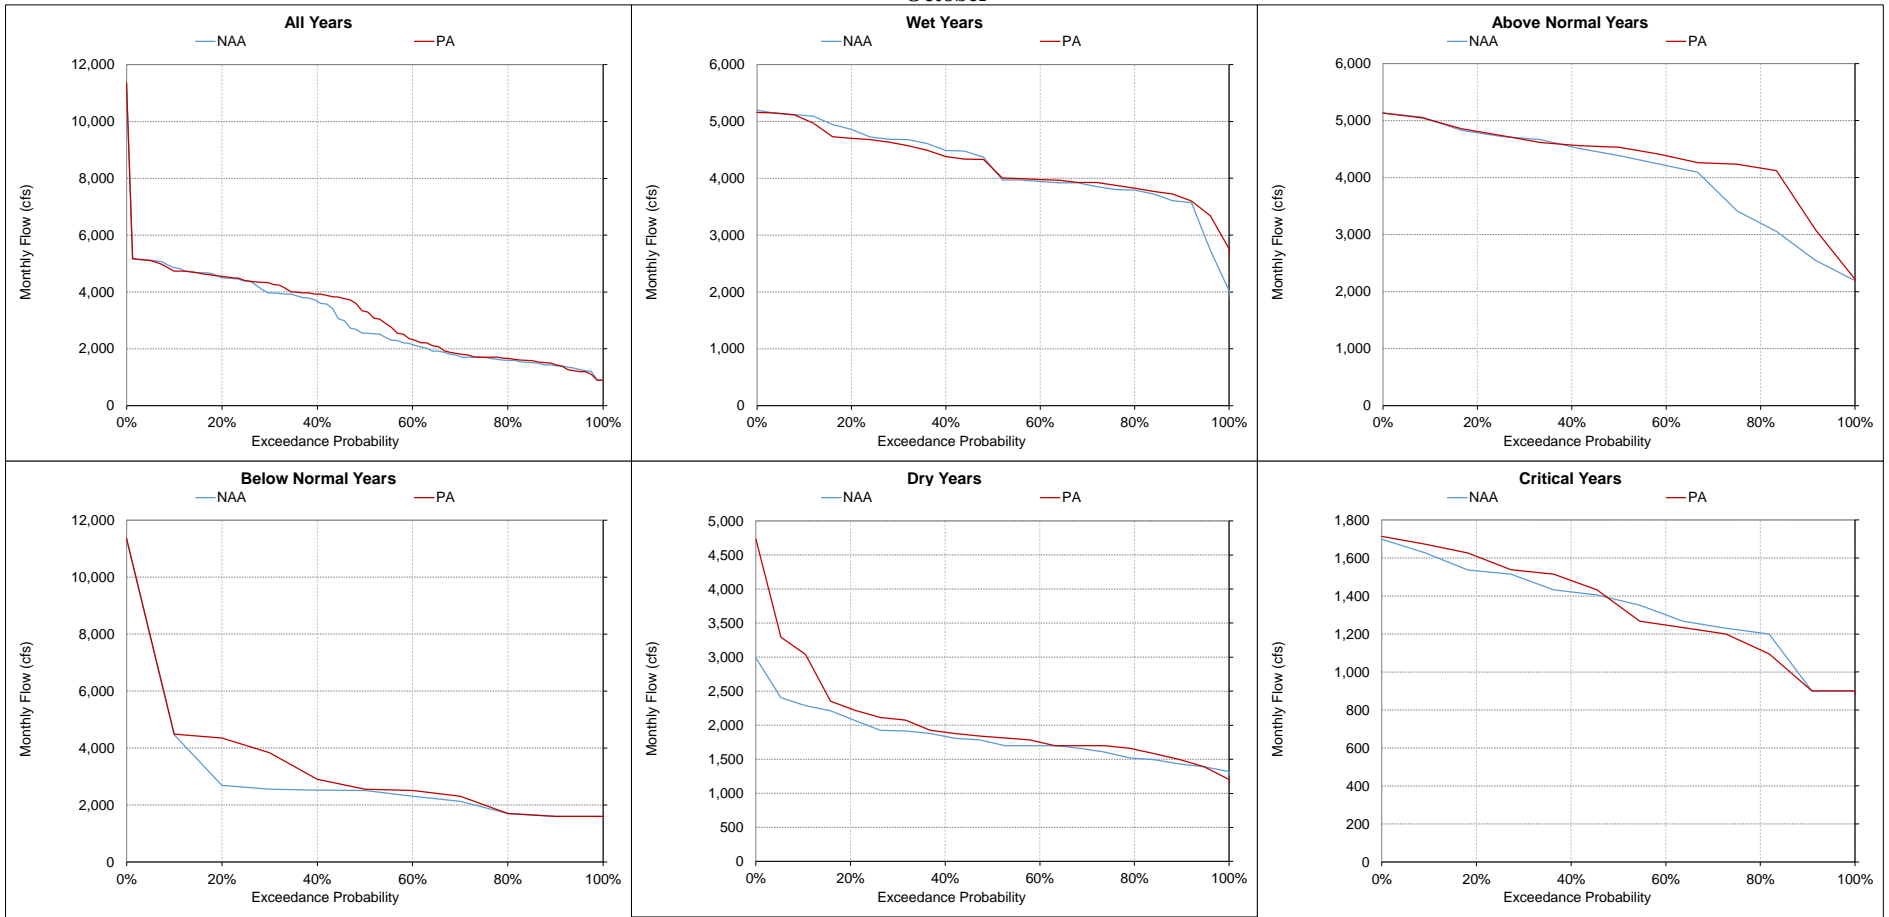 All Years
NAA PA
12,000
10,000
8,000
6,000
4,000
2,000
0
Monthly Flow (cfs)
0% 20% 40% 60% 80% 100%
Exceedance Probability
Wet Years
NAA PA
6,000
5,000
4,000
3,000
2,000
1,000
0
Monthly Flow (cfs)
0% 20% 40% 60% 80% 100%
Exceedance Probability
Above Normal Years
NAA PA
6,000
5,000
4,000
3,000
2,000
1,000
0
Monthly Flow (cfs)
0% 20% 40% 60% 80% 100%
Exceedance Probability
Below Normal Years
NAA PA
12,000
10,000
8,000
6,000
4,000
2,000
0
Monthly Flow (cfs)
0% 20% 40% 60% 80% 100%
Exceedance Probability
Dry Years
NAA PA
5,000
4,500
4,000
3,500
3,000
2,500
2,000
1,500
1,000
500
0
Monthly Flow (cfs)
0% 20% 40% 60% 80% 100%
Exceedance Probability
Critical Years
NAA PA
1,800
1,600
1,400
1,200
1,000
800
600
400
200
0
Monthly Flow (cfs)
0% 20% 40% 60% 80% 100%
Exceedance Probability